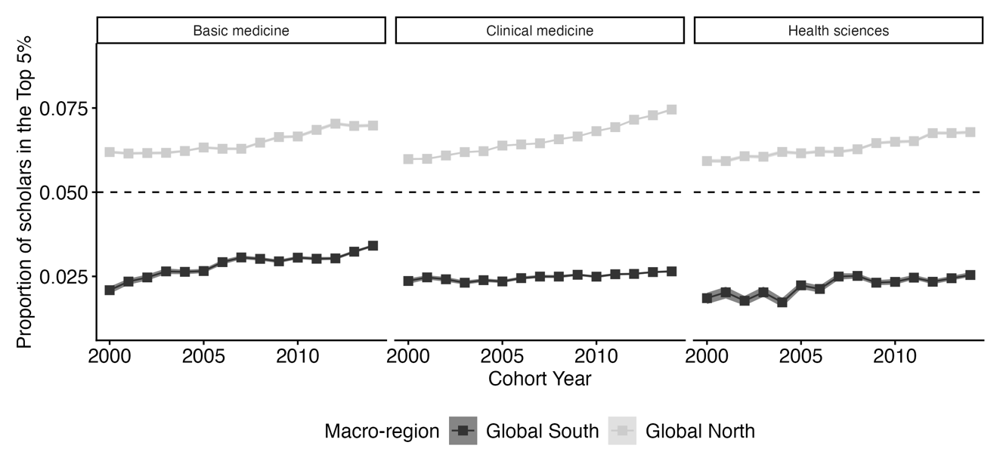 Basic medicine Clinical medicine Health sciences
Proportion of scholars in the Top 5%
0.075
0.050
0.025
2000 2005 2010 2000 2005 2010 2000 2005 2010
Cohort Year
Macro-region Global South Global North